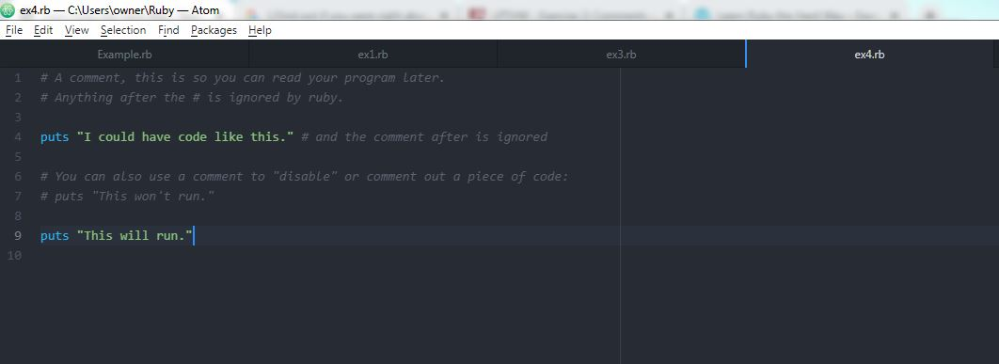 ex4.rb — C:\Users\owner\Ruby — Atom
File Edit View Selection Find Packages Help
Example.rb ex1.rb ex3.rb ex4.rb
1 # A comment, this is so you can read your program later.
2 # Anything after the # is ignored by ruby.
3
4 puts "I could have code like this." # and the comment after is ignored
5
6 # You can also use a comment to "disable" or comment out a piece of code:
7 # puts "This won't run."
8
9 puts "This will run."
10